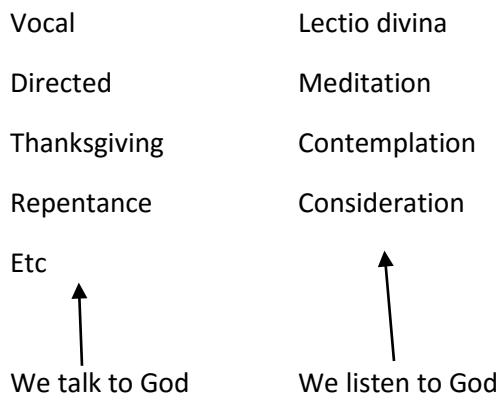 Vocal
Directed
Thanksgiving
Repentance
Etc
We talk to God
Lectio divina
Meditation
Contemplation
Consideration
We listen to God